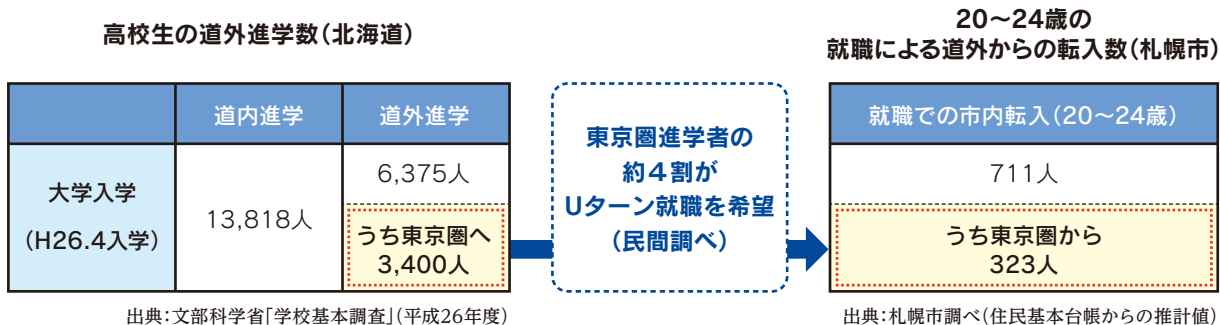 高校生の道外進学数（北海道）
道内進学
道外進学
大学入学
（H26.4入学）
13,818人
6,375人
うち東京圏へ
3,400人
出典：文部科学省「学校基本調査」（平成26年度）
東京圏進学者の
約4割が
Uターン就職を希望
（民間調べ）
20～24歳の
就職による道外からの転入数（札幌市）
就職での市内転入（20～24歳）
711人
うち東京圏から
323人
出典：札幌市調べ（住民基本台帳からの推計値）